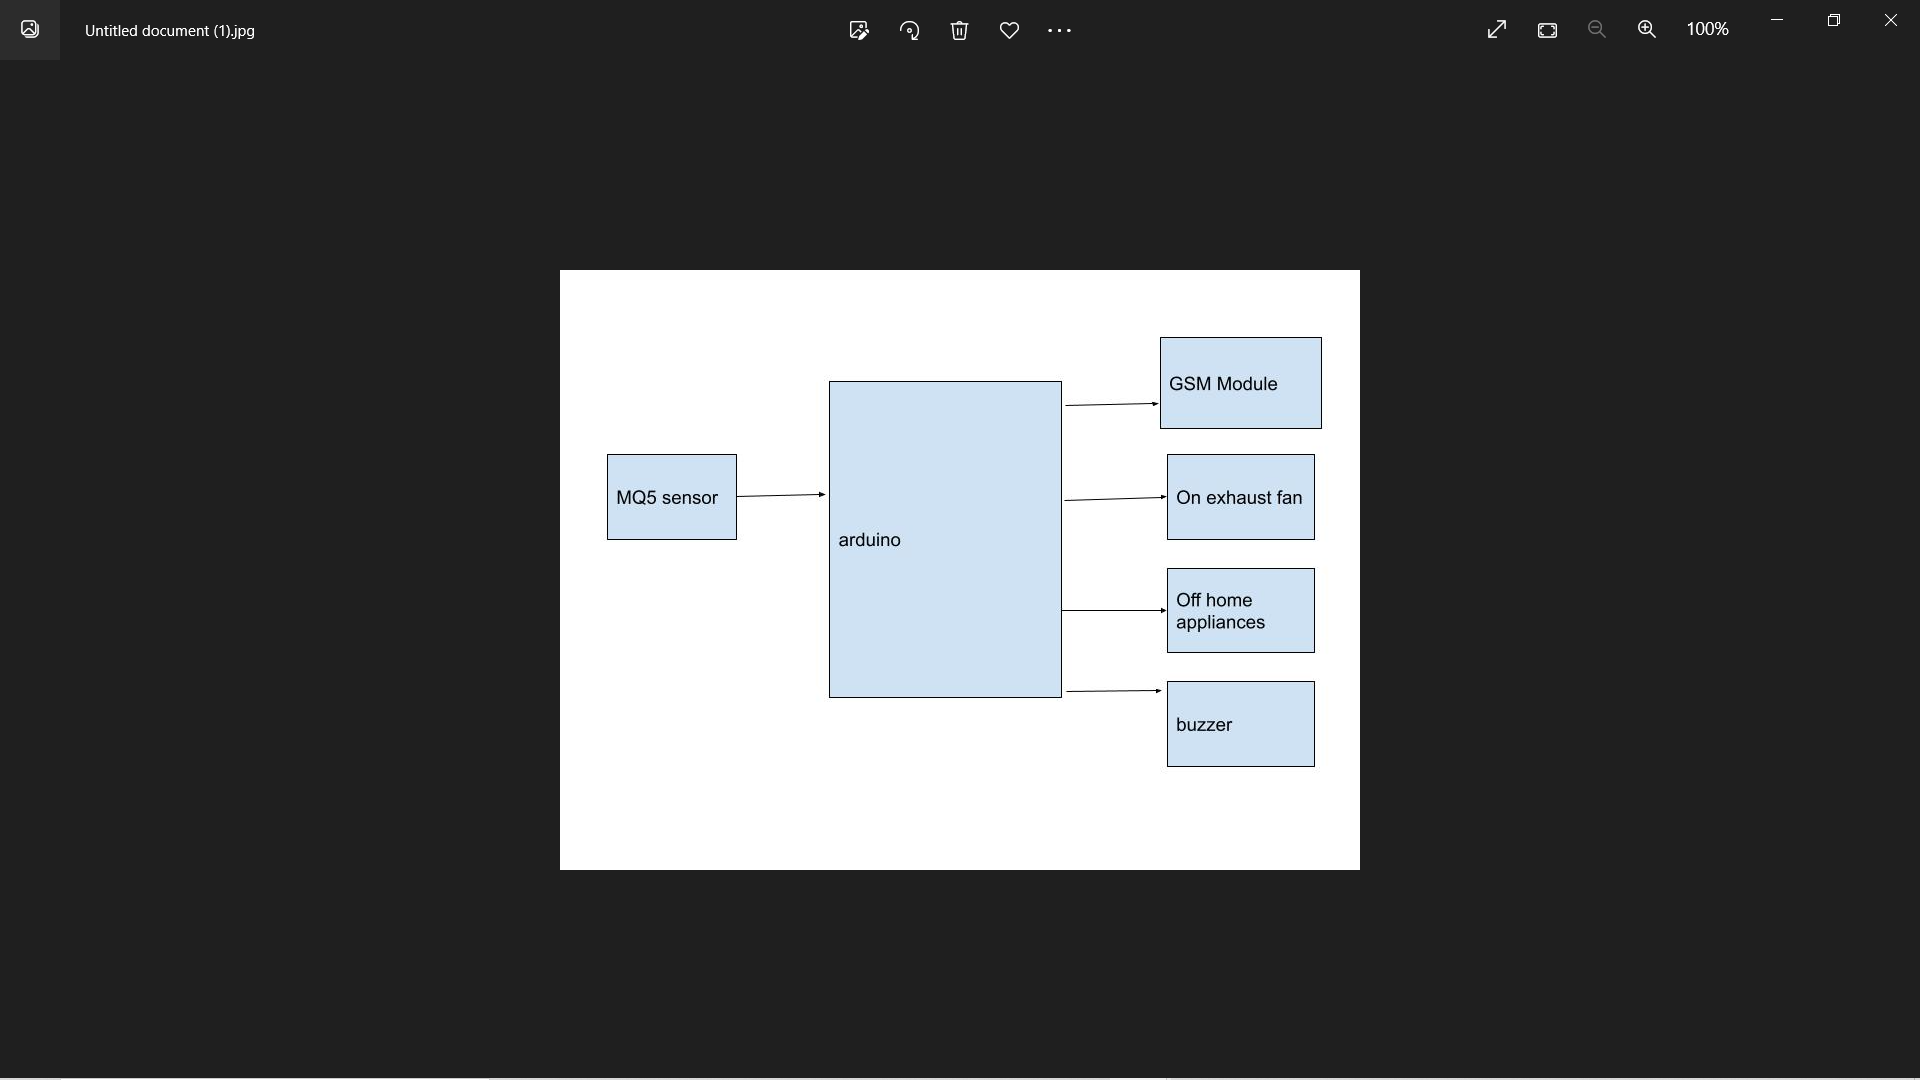 Untitled document (1).jpg
100%
GSM Module
MQ5 sensor
On exhaust fan
arduino
Off home
appliances
buzzer